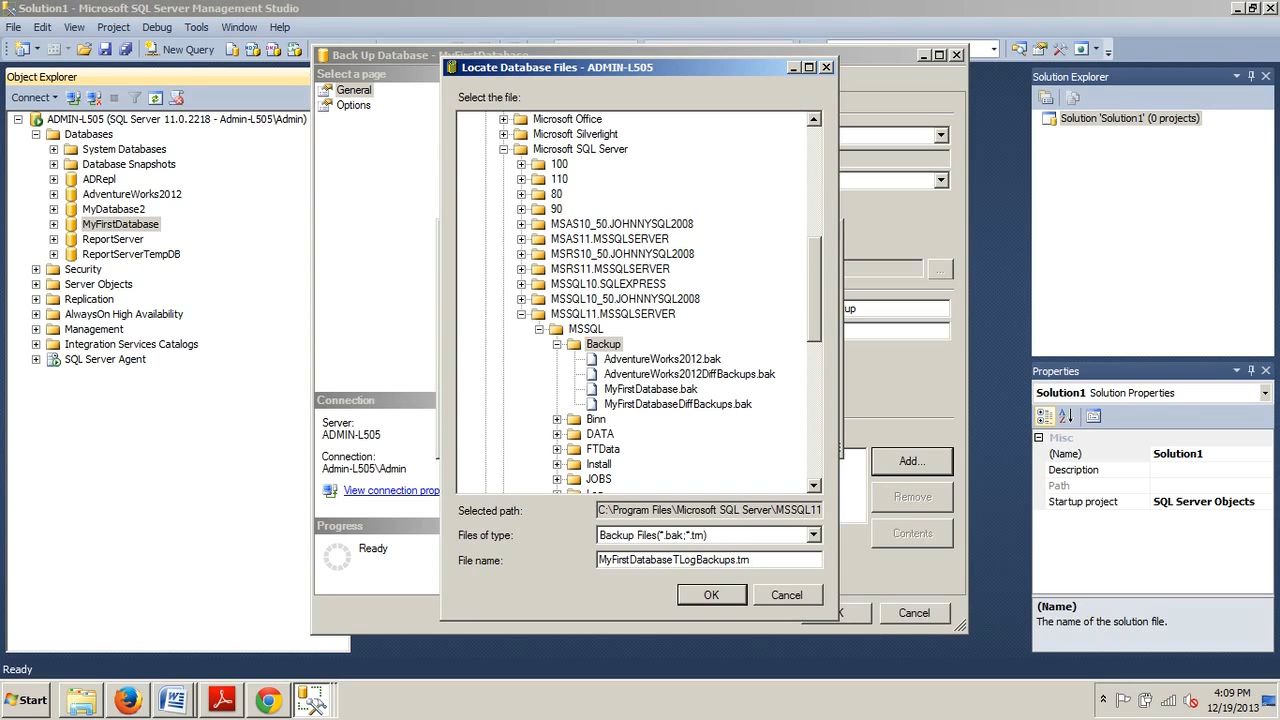 Solution1 - Microsoft SQL Server Management Studio
File Edit View Project Debug Tools Window Help
New Query
Object Explorer
Connect
ADMIN-L505 (SQL Server 11.0.2218 - Admin-L505\Admin)
Databases
System Databases
Database Snapshots
ADRepl
AdventureWorks2012
MyDatabase2
MyFirstDatabase
ReportServer
ReportServerTempDB
Security
Server Objects
Replication
AlwaysOn High Availability
Management
Integration Services Catalogs
SQL Server Agent
Back Up Database - MyFirstDatabase
Select a page
General
Options
Connection
Server:
ADMIN-L505
Connection:
Admin-L505\Admin
View connection prop
Progress
Ready
Locate Database Files - ADMIN-L505
Select the file:
Microsoft Office
Microsoft Silverlight
Microsoft SQL Server
100
110
80
90
MSAS10_50.JOHNNYSQL2008
MSAS11.MSSQLSERVER
MSRS10_50.JOHNNYSQL2008
MSRS11.MSSQLSERVER
MSSQL10.SQLEXPRESS
MSSQL10_50.JOHNNYSQL2008
MSSQL11.MSSQLSERVER
MSSQL
Backup
AdventureWorks2012.bak
AdventureWorks2012DiffBackups.bak
MyFirstDatabase.bak
MyFirstDatabaseDiffBackups.bak
Binn
DATA
FTData
Install
JOBS
Selected path: C:\Program Files\Microsoft SQL Server\MSSQL11
Files of type: Backup Files(*.bak;*.trn)
File name: MyFirstDatabaseTLogBackups.trn
OK Cancel
...
up
Add...
Remove
Contents
Cancel
Solution Explorer
Solution 'Solution1' (0 projects)
Properties
Solution1 Solution Properties
Misc
(Name) Solution1
Description
Path
Startup project SQL Server Objects
(Name)
The name of the solution file.
Ready
Start
4:09 PM
12/19/2013